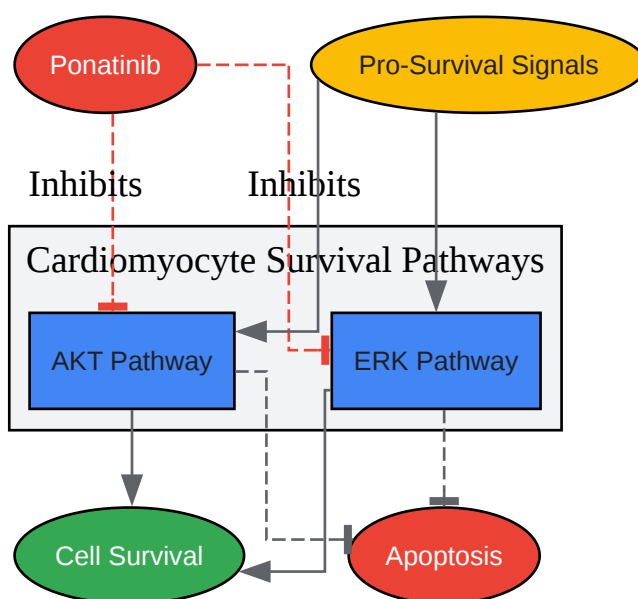 Ponatinib
Pro-Survival Signals
Inhibits
Inhibits
Cardiomyocyte Survival Pathways
AKT Pathway
ERK Pathway
Cell Survival
Apoptosis